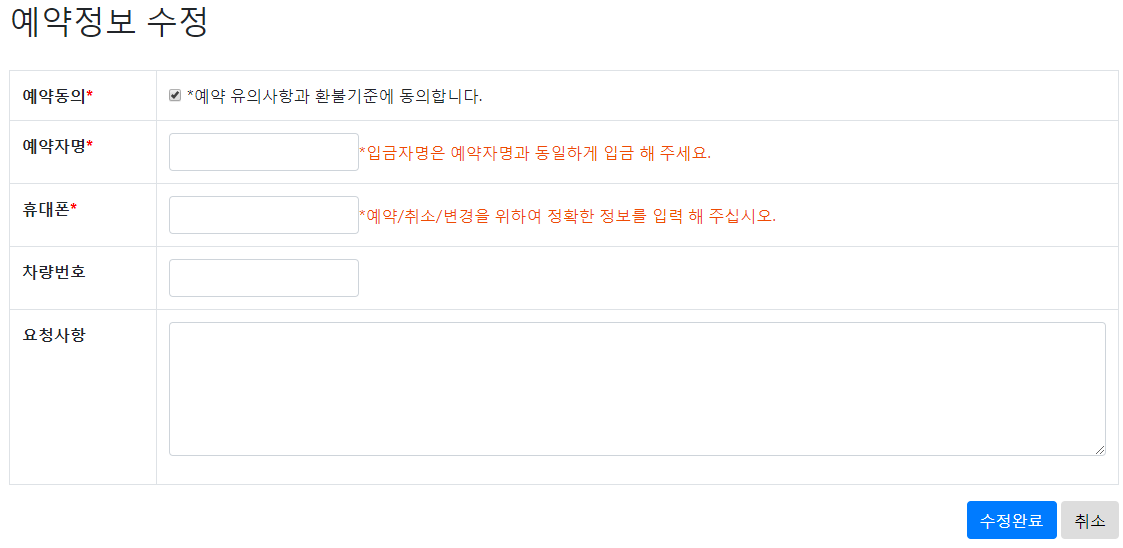 예약정보 수정
예약동의* *예약 유의사항과 환불기준에 동의합니다.
예약자명* *입금자명은 예약자명과 동일하게 입금 해 주세요.
휴대폰* *예약/취소/변경을 위하여 정확한 정보를 입력 해 주십시오.
차량번호
요청사항
수정완료 취소